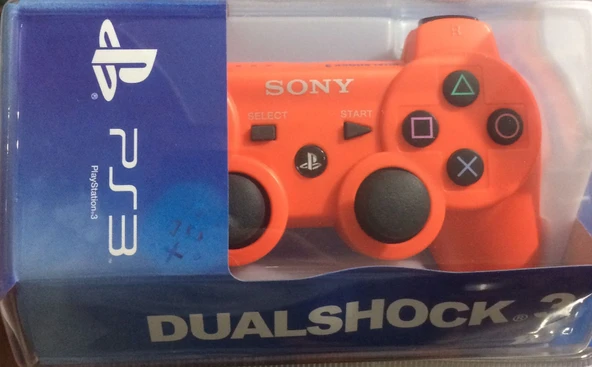 PS3
PlayStation®3
SONY
SELECT
START
DUALSHOCK®3